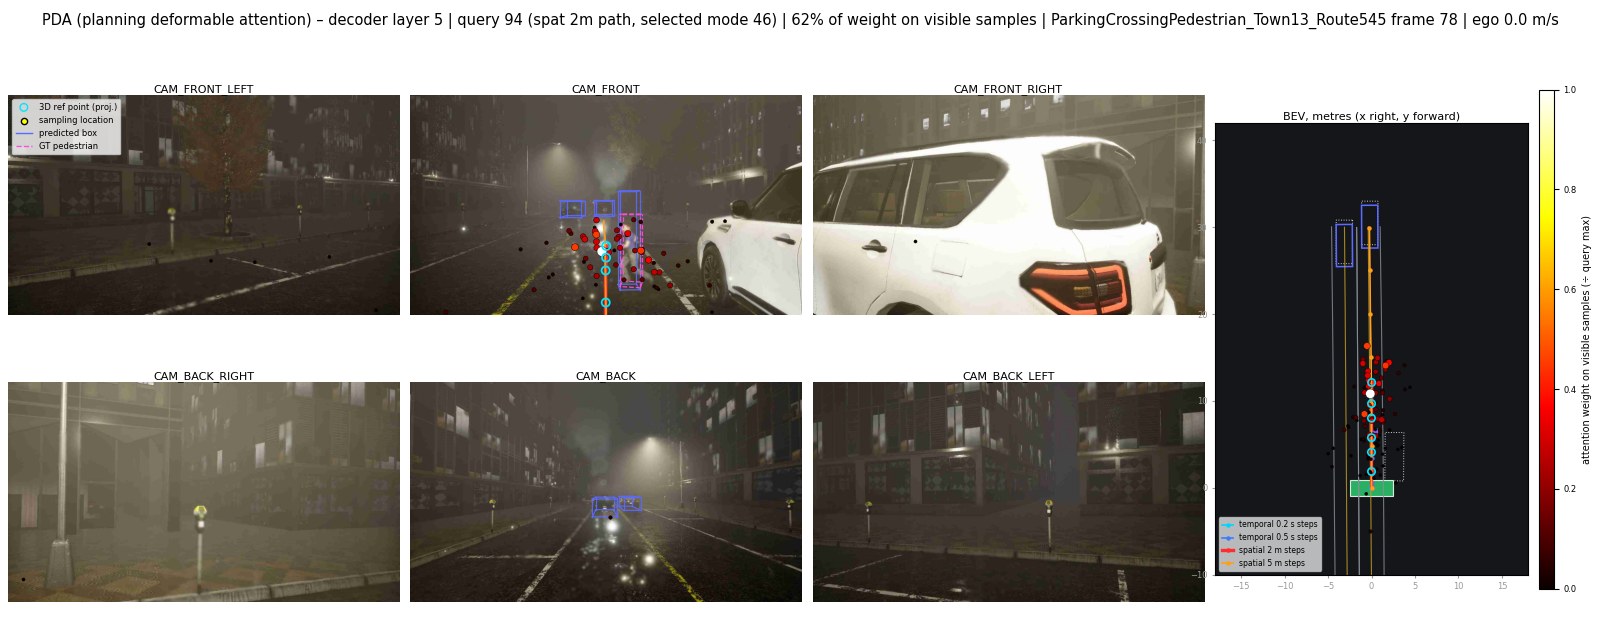 PDA (planning deformable attention) – decoder layer 5 | query 94 (spat 2m path, selected mode 46) | 62% of weight on visible samples | ParkingCrossingPedestrian_Town13_Route545 frame 78 | ego 0.0 m/s
CAM_FRONT_LEFT
3D ref point (proj.)
sampling location
predicted box
GT pedestrian
CAM_FRONT
CAM_FRONT_RIGHT
BEV, metres (x right, y forward)
40
30
20
10
0
−10
−15
−10
−5
0
5
10
15
temporal 0.2 s steps
temporal 0.5 s steps
spatial 2 m steps
spatial 5 m steps
1.0
0.8
0.6
0.4
0.2
0.0
attention weight on visible samples (÷ query max)
CAM_BACK_RIGHT
CAM_BACK
CAM_BACK_LEFT